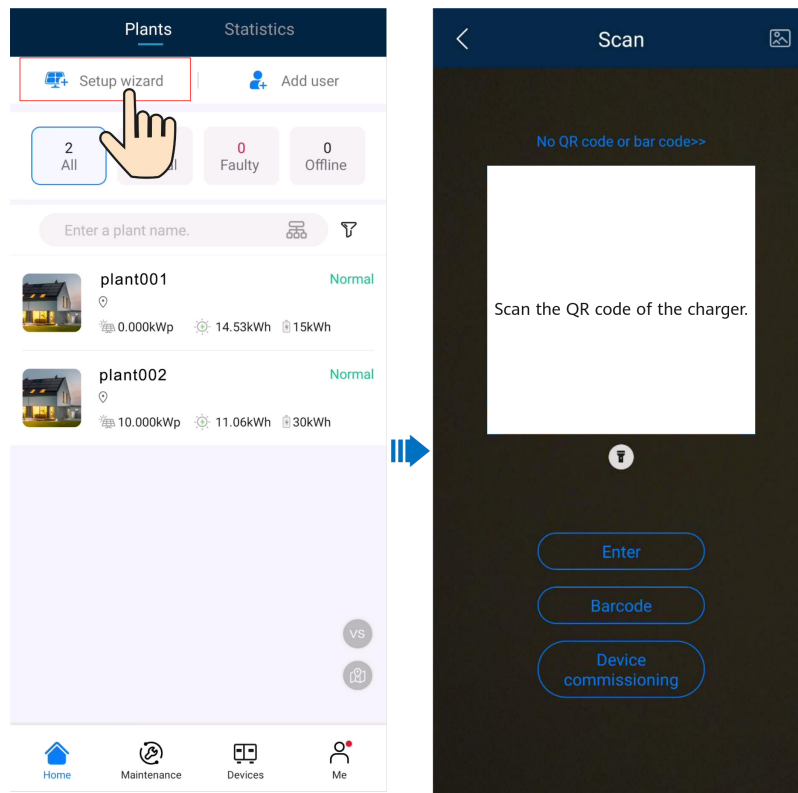 Plants
Statistics
Setup wizard
Add user
2
All
0
Faulty
0
Offline
Enter a plant name.
plant001
Normal
0.000kWp
14.53kWh
15kWh
plant002
Normal
10.000kWp
11.06kWh
30kWh
VS
Home
Maintenance
Devices
Me
Scan
No QR code or bar code>>
Scan the QR code of the charger.
Enter
Barcode
Device
commissioning